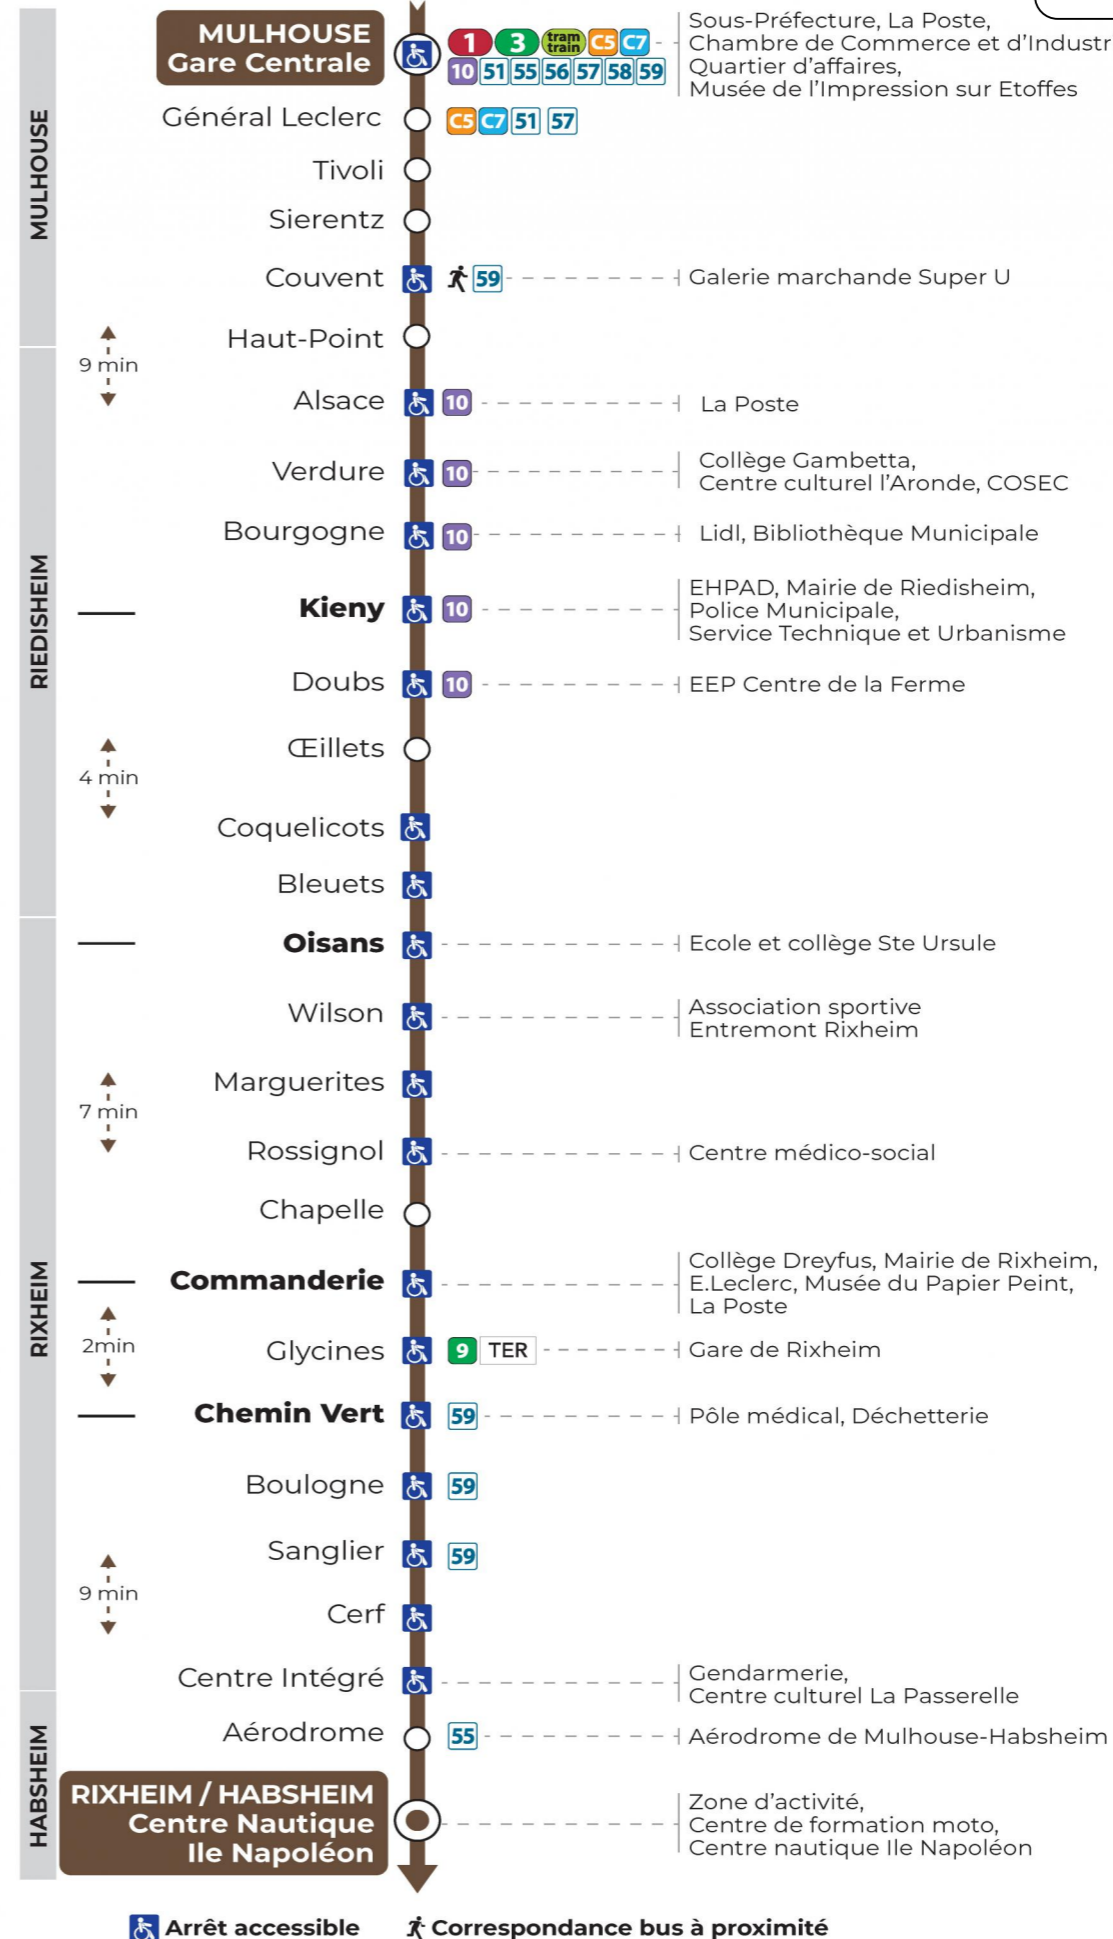 MULHOUSE
MULHOUSE
Gare Centrale
1 3 tram train C5 C7
10 51 55 56 57 58 59
Sous-Préfecture, La Poste,
Chambre de Commerce et d'Industr
Quartier d'affaires,
Musée de l'Impression sur Etoffes
Général Leclerc C5 C7 51 57
Tivoli
Sierentz
Couvent 59 Galerie marchande Super U
Haut-Point
9 min
RIEDISHEIM
Alsace 10 La Poste
Verdure 10
Collège Gambetta,
Centre culturel l'Aronde, COSEC
Bourgogne 10 Lidl, Bibliothèque Municipale
Kieny 10
EHPAD, Mairie de Riedisheim,
Police Municipale,
Service Technique et Urbanisme
Doubs 10 EEP Centre de la Ferme
Œillets
4 min
Coquelicots
Bleuets
RIXHEIM
Oisans Ecole et collège Ste Ursule
Wilson
Association sportive
Entremont Rixheim
Marguerites
7 min
Rossignol Centre médico-social
Chapelle
Commanderie
Collège Dreyfus, Mairie de Rixheim,
E.Leclerc, Musée du Papier Peint,
La Poste
2min
Glycines 9 TER Gare de Rixheim
Chemin Vert 59 Pôle médical, Déchetterie
Boulogne 59
Sanglier 59
9 min
Cerf
Centre Intégré
Gendarmerie,
Centre culturel La Passerelle
HABSHEIM
Aérodrome 55 Aérodrome de Mulhouse-Habsheim
RIXHEIM / HABSHEIM
Centre Nautique
Ile Napoléon
Zone d'activité,
Centre de formation moto,
Centre nautique Ile Napoléon
Arrêt accessible Correspondance bus à proximité